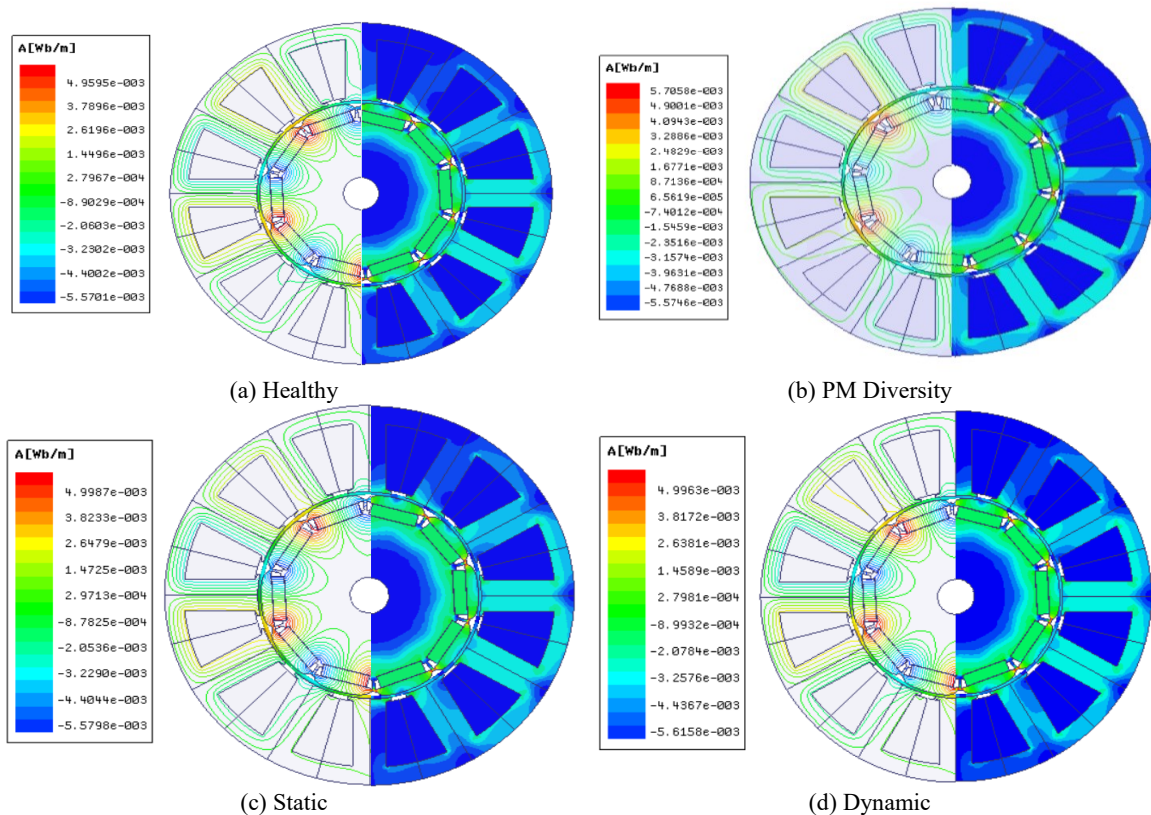 A[Wb/m]
4.9595e-003
3.7896e-003
2.6196e-003
1.4496e-003
2.7967e-004
-8.9029e-004
-2.0603e-003
-3.2302e-003
-4.4002e-003
-5.5701e-003
(a) Healthy
A[Wb/m]
5.7058e-003
4.9001e-003
4.0943e-003
3.2886e-003
2.4829e-003
1.6771e-003
8.7136e-004
6.5619e-005
-7.4012e-004
-1.5459e-003
-2.3516e-003
-3.1574e-003
-3.9631e-003
-4.7688e-003
-5.5746e-003
(b) PM Diversity
A[Wb/m]
4.9987e-003
3.8233e-003
2.6479e-003
1.4725e-003
2.9713e-004
-8.7825e-004
-2.0536e-003
-3.2290e-003
-4.4044e-003
-5.5798e-003
(c) Static
A[Wb/m]
4.9963e-003
3.8172e-003
2.6381e-003
1.4589e-003
2.7981e-004
-8.9932e-004
-2.0784e-003
-3.2576e-003
-4.4367e-003
-5.6158e-003
(d) Dynamic